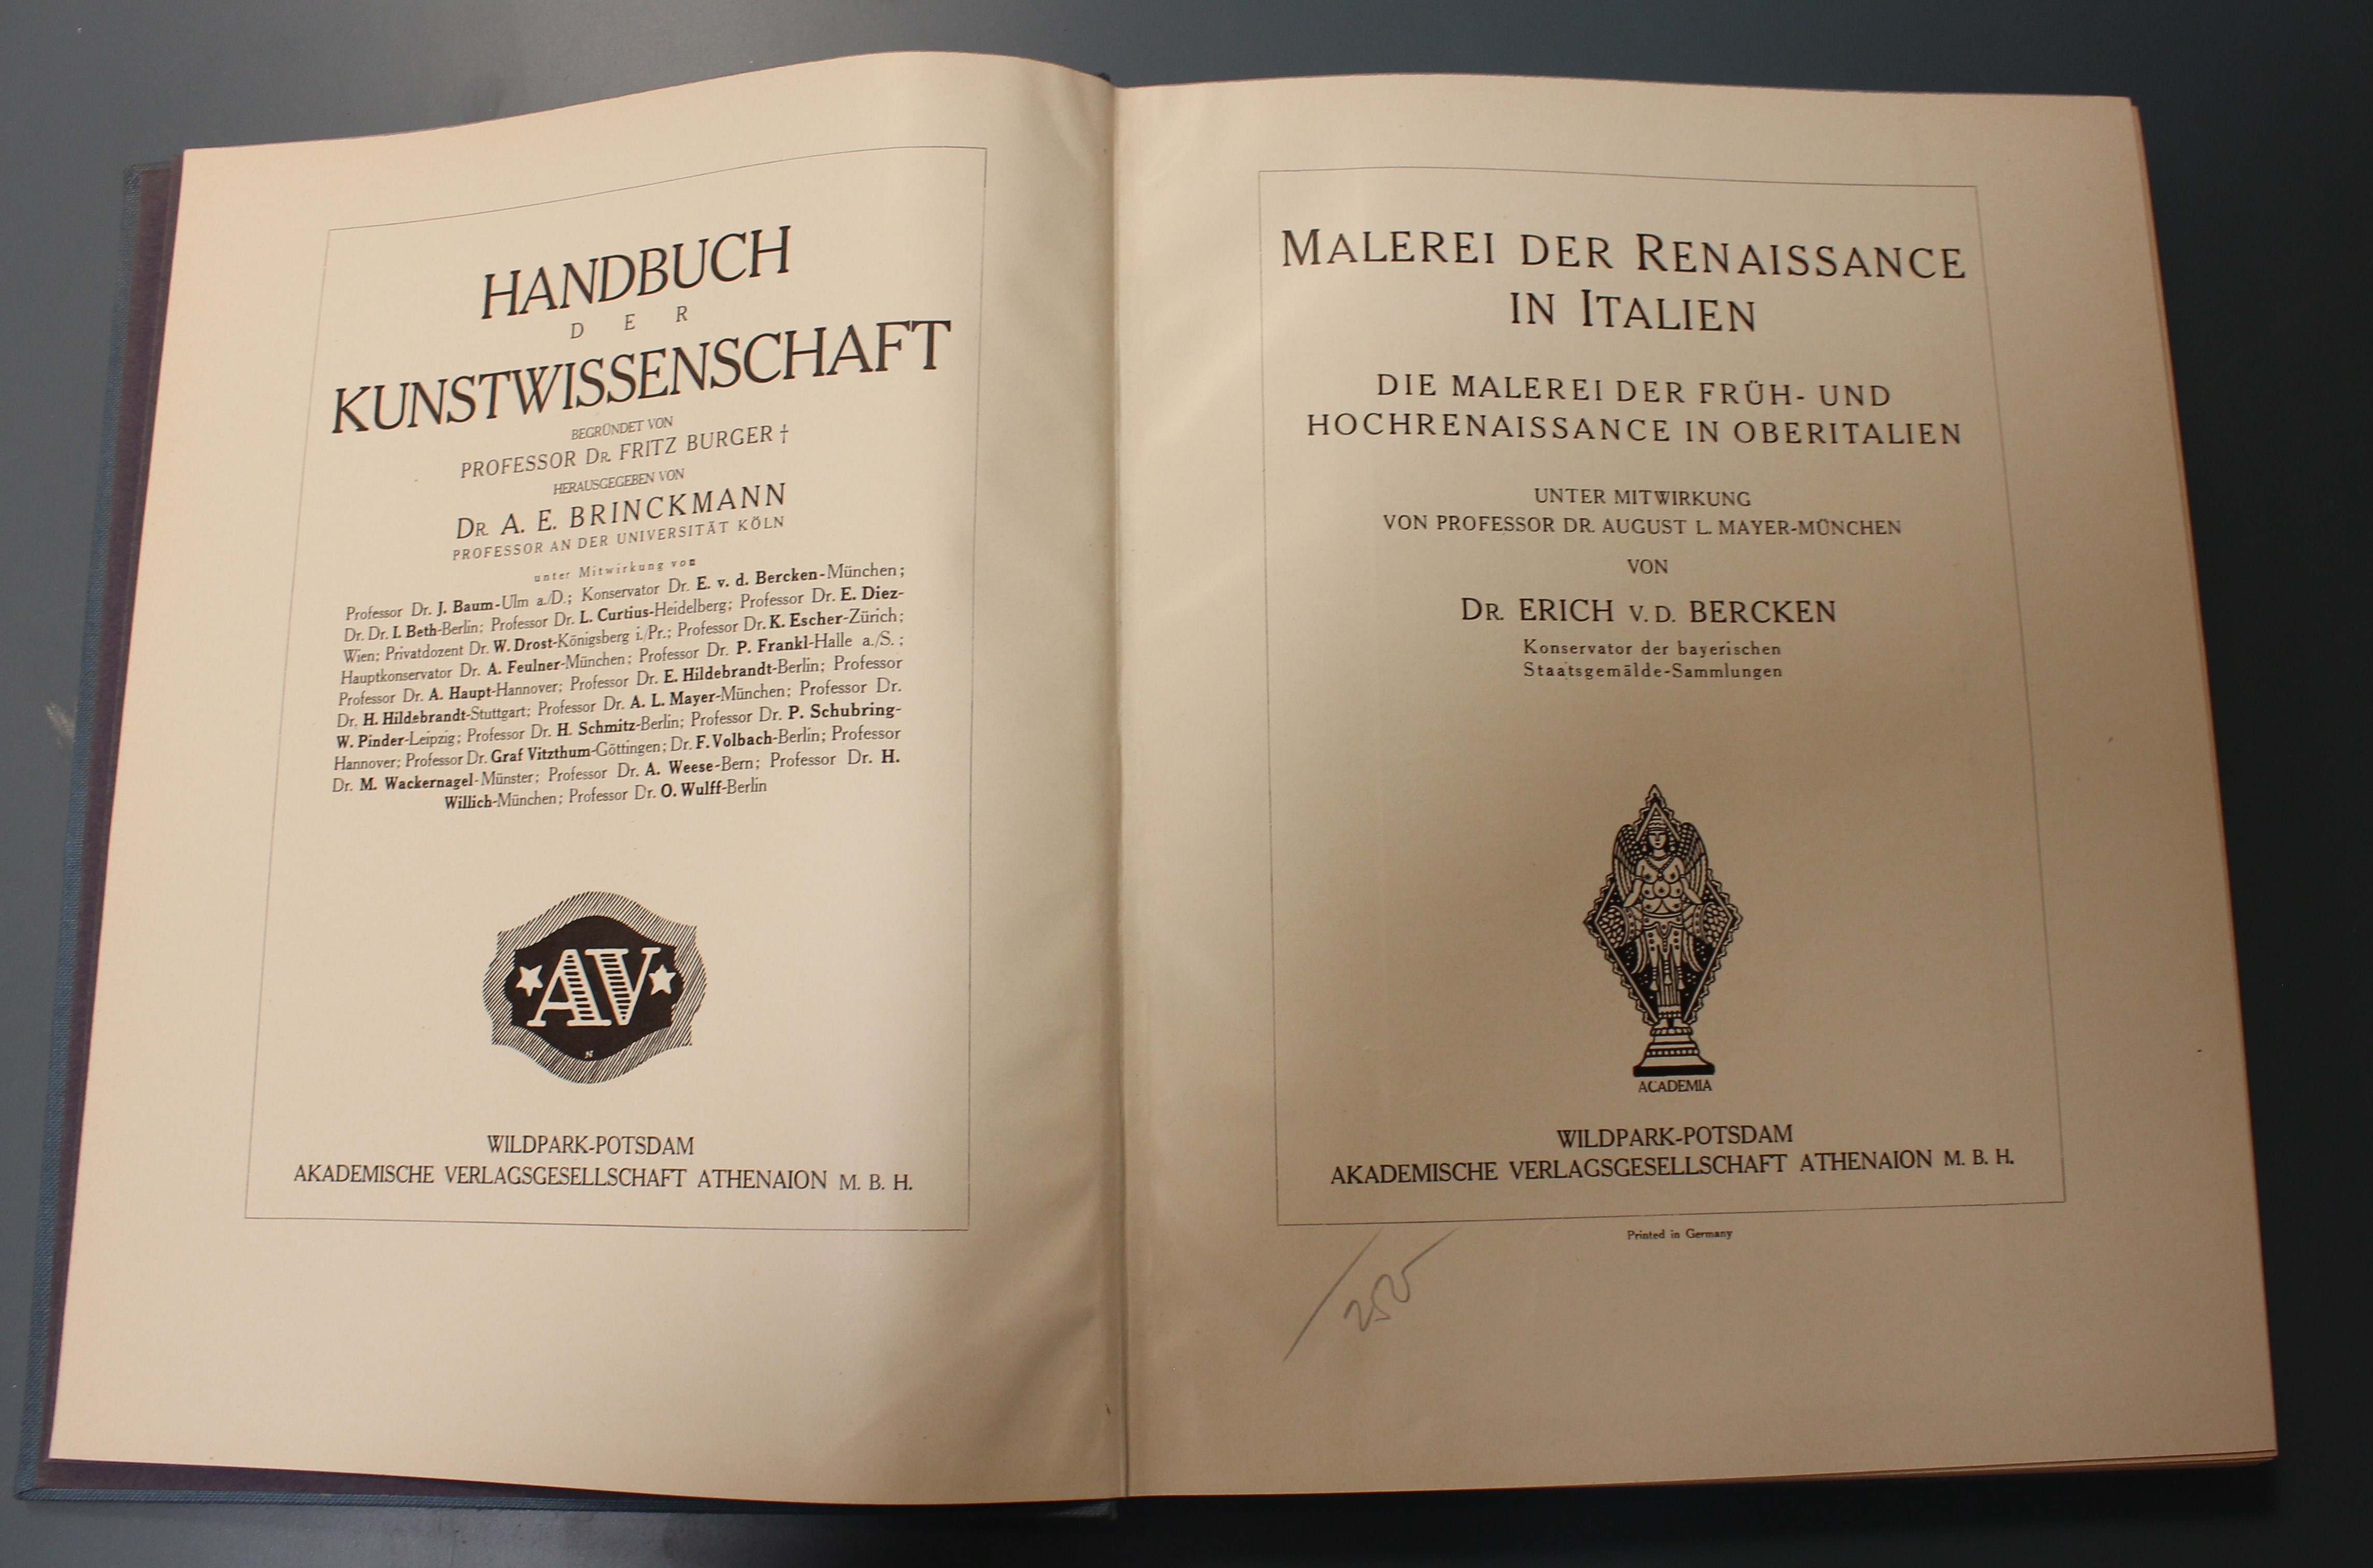 HANDBUCH
DER
KUNSTWISSENSCHAFT
BEGRÜNDET VON
PROFESSOR DR. FRITZ BURGER †
HERAUSGEGEBEN VON
DR. A. E. BRINCKMANN
PROFESSOR AN DER UNIVERSITÄT KÖLN
unter Mitwirkung von
Professor Dr. J. Baum-Ulm a./D.; Konservator Dr. E. v. d. Bercken-München;
Dr. Dr. I. Beth-Berlin; Professor Dr. L. Curtius-Heidelberg; Professor Dr. E. Diez-
Wien; Privatdozent Dr. W. Drost-Königsberg i./Pr.; Professor Dr. K. Escher-Zürich;
Hauptkonservator Dr. A. Feulner-München; Professor Dr. P. Frankl-Halle a./S.;
Professor Dr. A. Haupt-Hannover; Professor Dr. E. Hildebrandt-Berlin; Professor
Dr. H. Hildebrandt-Stuttgart; Professor Dr. A. L. Mayer-München; Professor Dr.
W. Pinder-Leipzig; Professor Dr. H. Schmitz-Berlin; Professor Dr. P. Schubring-
Hannover; Professor Dr. Graf Vitzthum-Göttingen; Dr. F. Volbach-Berlin; Professor
Dr. M. Wackernagel-Münster; Professor Dr. A. Weese-Bern; Professor Dr. H.
Willich-München; Professor Dr. O. Wulff-Berlin
AV
N
WILDPARK-POTSDAM
AKADEMISCHE VERLAGSGESELLSCHAFT ATHENAION M. B. H.
MALEREI DER RENAISSANCE
IN ITALIEN
DIE MALEREI DER FRÜH- UND
HOCHRENAISSANCE IN OBERITALIEN
UNTER MITWIRKUNG
VON PROFESSOR DR. AUGUST L. MAYER-MÜNCHEN
VON
DR. ERICH V. D. BERCKEN
Konservator der bayerischen
Staatsgemälde-Sammlungen
ACADEMIA
WILDPARK-POTSDAM
AKADEMISCHE VERLAGSGESELLSCHAFT ATHENAION M. B. H.
Printed in Germany